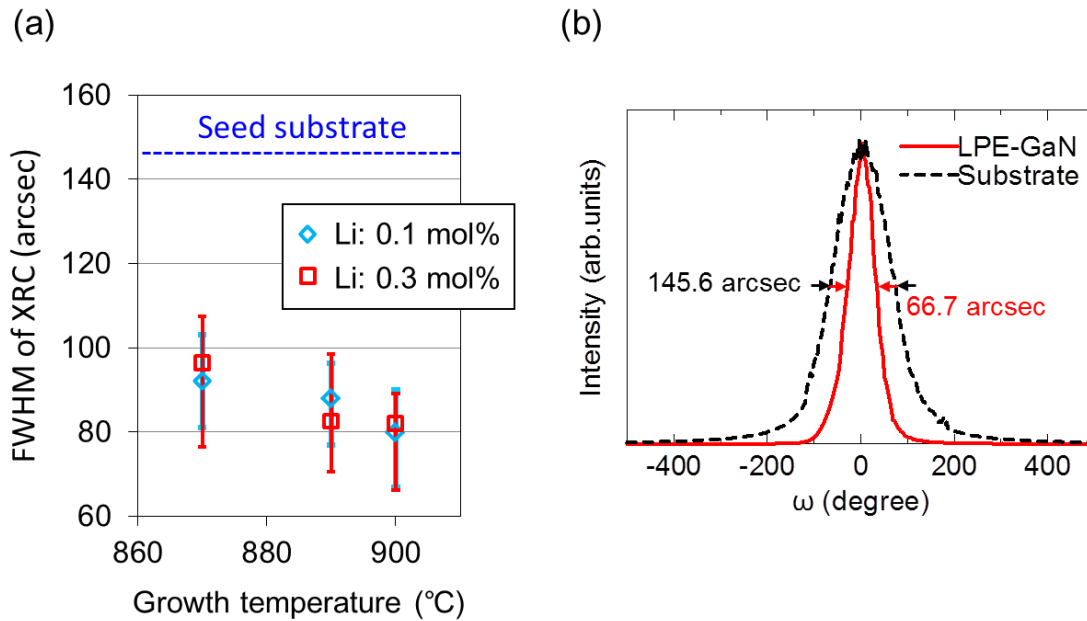 (a)
160
140
120
100
80
60
860
880
900
FWHM of XRC (arcsec)
Growth temperature (℃)
Seed substrate
Li: 0.1 mol%
Li: 0.3 mol%
(b)
LPE-GaN
Substrate
145.6 arcsec
66.7 arcsec
Intensity (arb.units)
-400
-200
0
200
400
ω (degree)